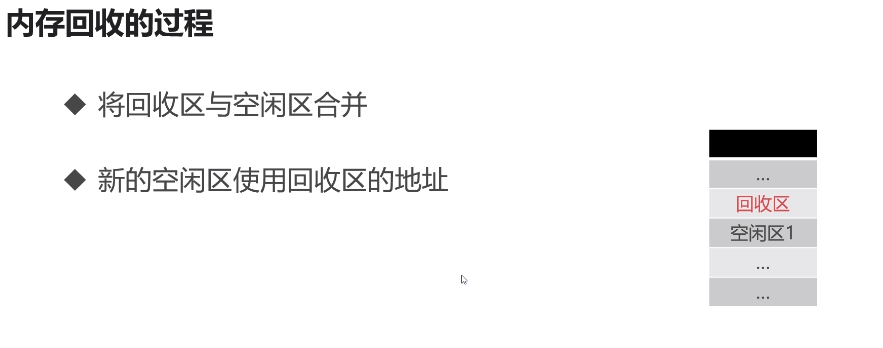 内存回收的过程
◆ 将回收区与空闲区合并
◆ 新的空闲区使用回收区的地址
...
回收区
空闲区1
...
...